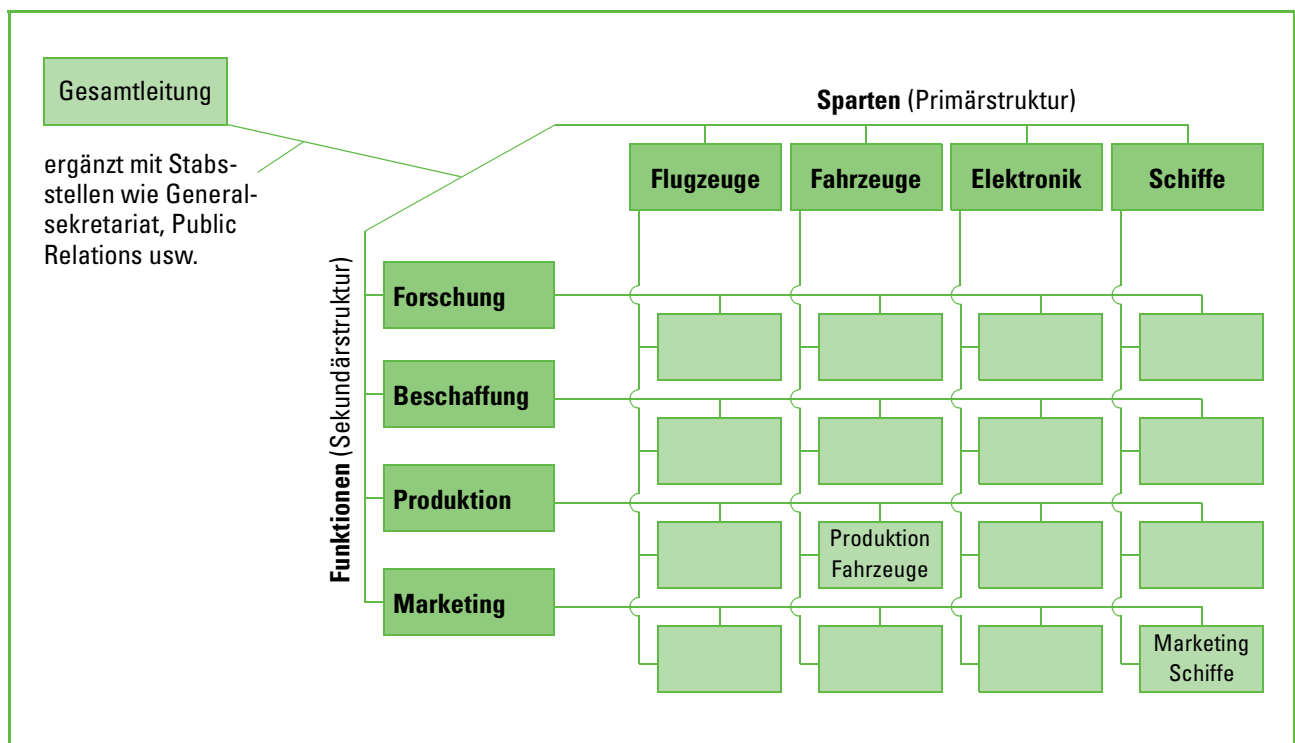 Gesamtleitung
ergänzt mit Stabs-
stellen wie General-
sekretariat, Public
Relations usw.
Sparten (Primärstruktur)
Flugzeuge
Fahrzeuge
Elektronik
Schiffe
Funktionen (Sekundärstruktur)
Forschung
Beschaffung
Produktion
Produktion
Fahrzeuge
Marketing
Marketing
Schiffe